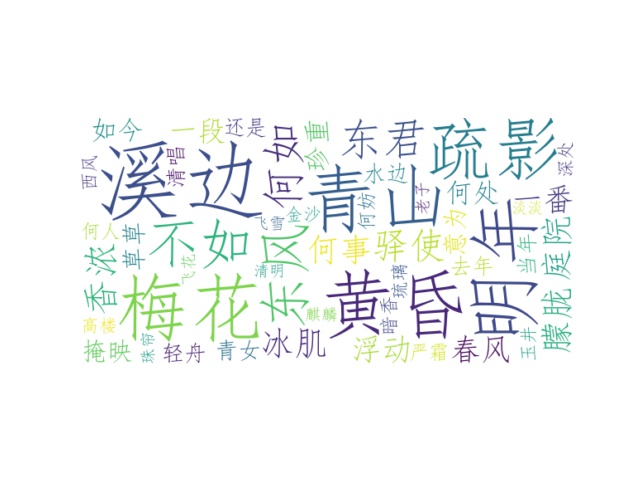 如今
一段
还是
西风
溪边
清唱
何如
珍重
东君
疏影
深处
青山
水边
老子
何处
一番
淡淡
何人
香浓
草草
不如
飞花
飞雪
清明
金沙
东风
何妨
何事
驿使
意为
去年
明年
当年
庭院
朦胧
高楼
梅花
麒麟
黄昏
暗香
琉璃
玉井
掩映
珠帘
轻舟
青女
冰肌
浮动
严霜
春风